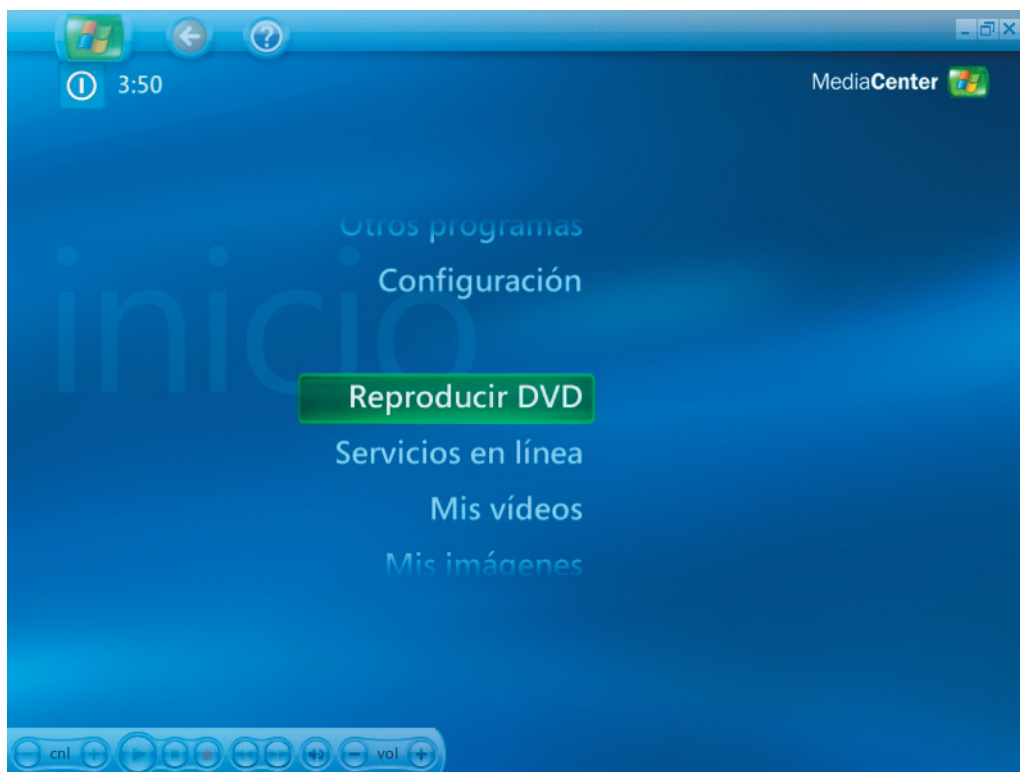 3:50
MediaCenter
inicio
Otros programas
Configuración
Reproducir DVD
Servicios en línea
Mis vídeos
Mis imágenes
cnl
vol